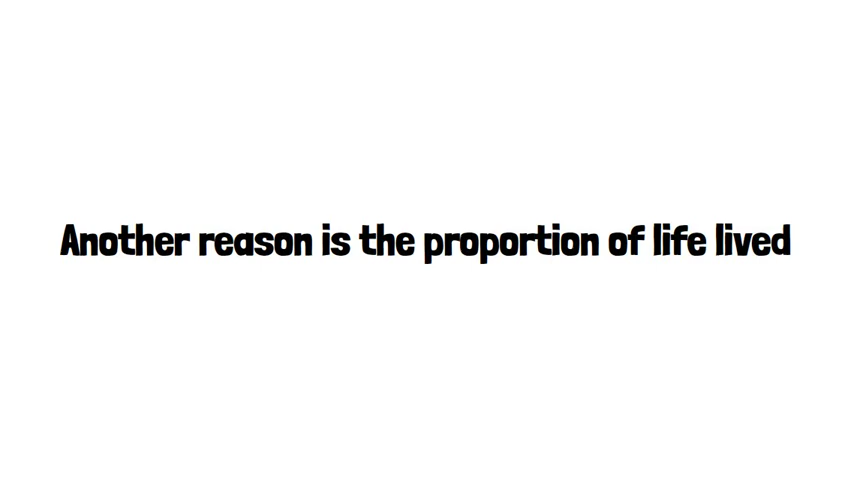 Another reason is the proportion of life lived